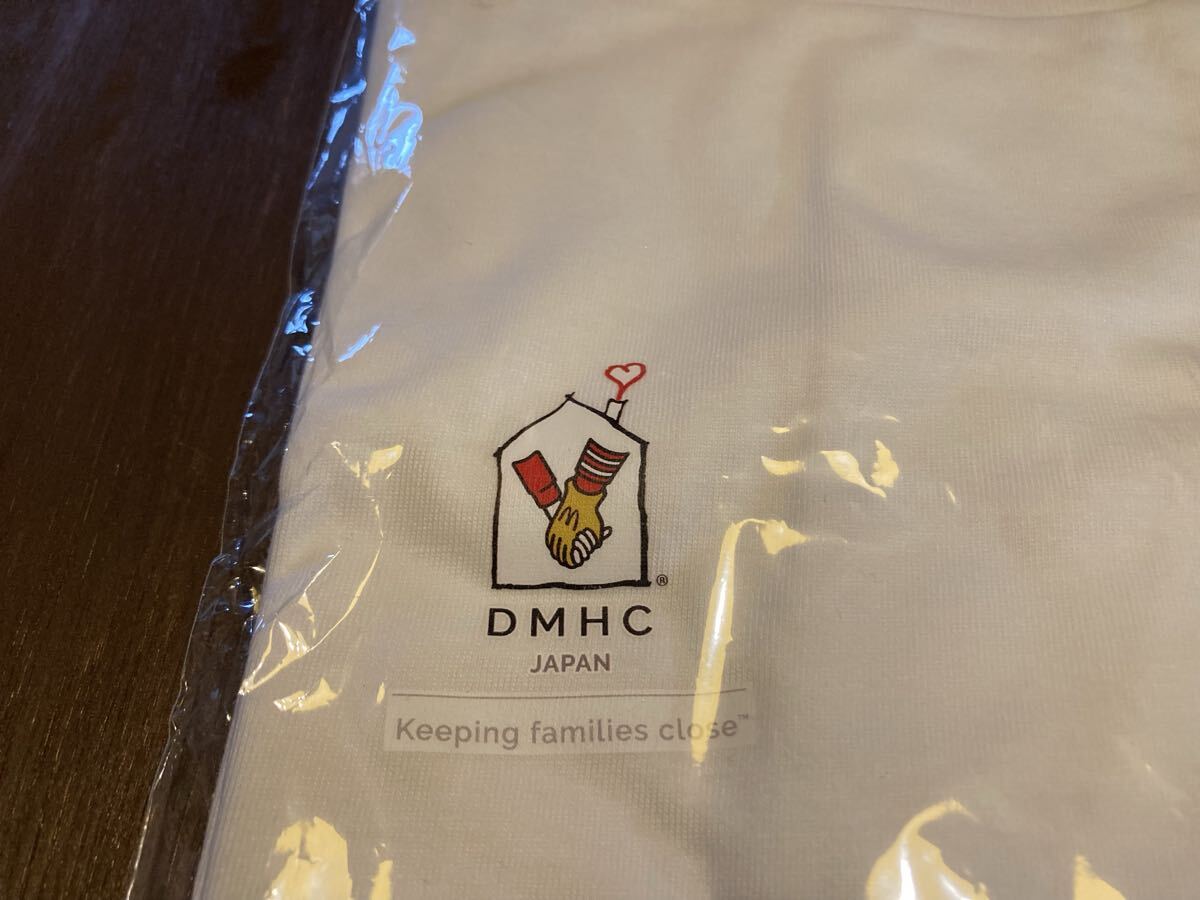 ®
DMHC
JAPAN
Keeping families close™